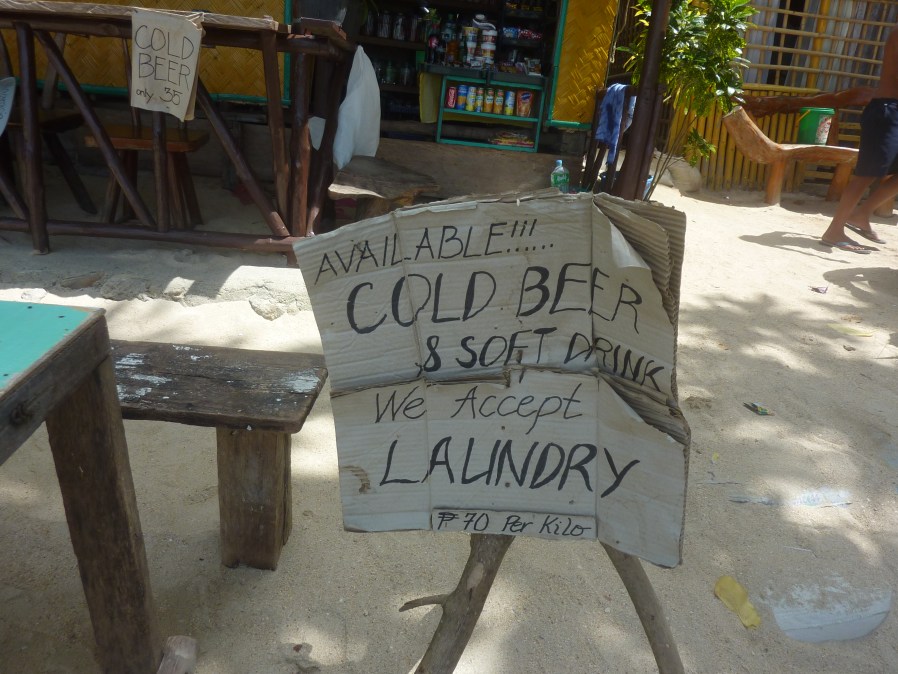 COLD
BEER
only 35
AVAILABLE!!!......
COLD BEER
& SOFT DRINK
We Accept
LAUNDRY
₱ 70 Per Kilo